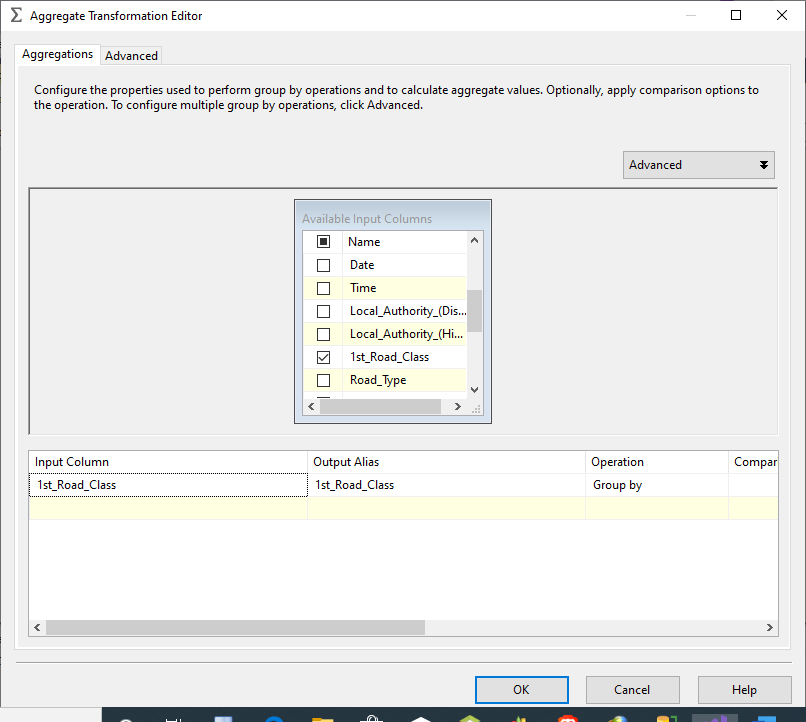 Aggregate Transformation Editor
Aggregations
Advanced
Configure the properties used to perform group by operations and to calculate aggregate values. Optionally, apply comparison options to
the operation. To configure multiple group by operations, click Advanced.
Advanced
Available Input Columns
Name
Date
Time
Local_Authority_(Dis...
Local_Authority_(Hi...
1st_Road_Class
Road_Type
Input Column Output Alias Operation Compar
1st_Road_Class 1st_Road_Class Group by
OK Cancel Help